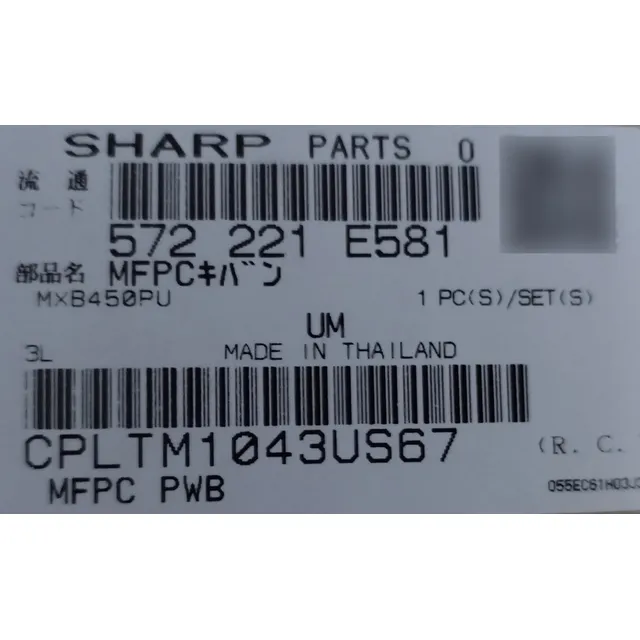 SHARP PARTS 0
流通
コード
572 221 E581
部品名 MFPCキバン
MXB450PU 1 PC(S)/SET(S)
UM
3L MADE IN THAILAND
CPLTM1043US67
(R. C.
MFPC PWB